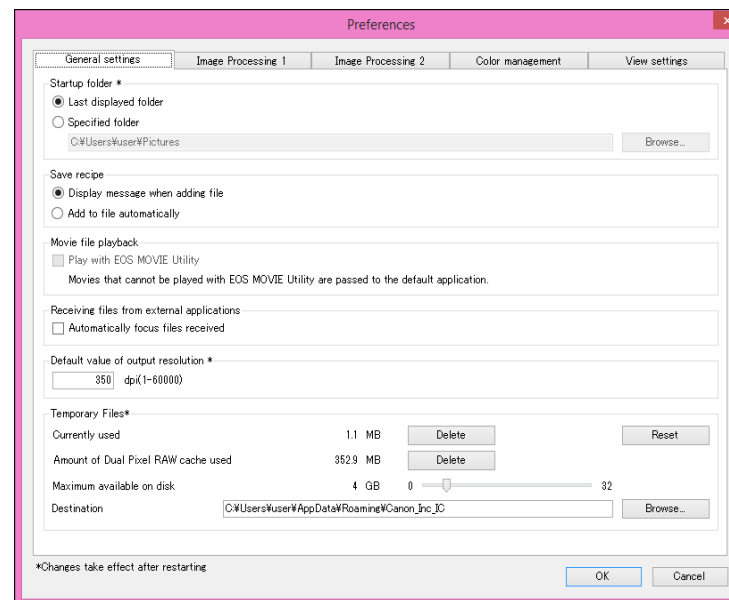 Preferences
General settings
Image Processing 1
Image Processing 2
Color management
View settings
Startup folder *
Last displayed folder
Specified folder
C:¥Users¥user¥Pictures
Browse...
Save recipe
Display message when adding file
Add to file automatically
Movie file playback
Play with EOS MOVIE Utility
Movies that cannot be played with EOS MOVIE Utility are passed to the default application.
Receiving files from external applications
Automatically focus files received
Default value of output resolution *
350 dpi(1-60000)
Temporary Files*
Currently used 1.1 MB Delete Reset
Amount of Dual Pixel RAW cache used 352.9 MB Delete
Maximum available on disk 4 GB 0 32
Destination C:¥Users¥user¥AppData¥Roaming¥Canon_Inc_IC Browse...
*Changes take effect after restarting
OK Cancel